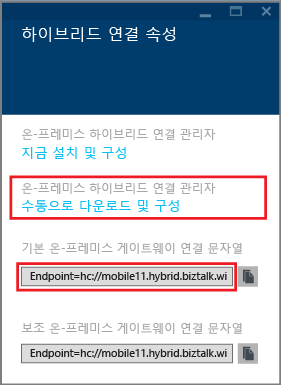 하이브리드 연결 속성
온-프레미스 하이브리드 연결 관리자
지금 설치 및 구성
온-프레미스 하이브리드 연결 관리자
수동으로 다운로드 및 구성
기본 온-프레미스 게이트웨이 연결 문자열
Endpoint=hc://mobile11.hybrid.biztalk.wi
보조 온-프레미스 게이트웨이 연결 문자열
Endpoint=hc://mobile11.hybrid.biztalk.wi